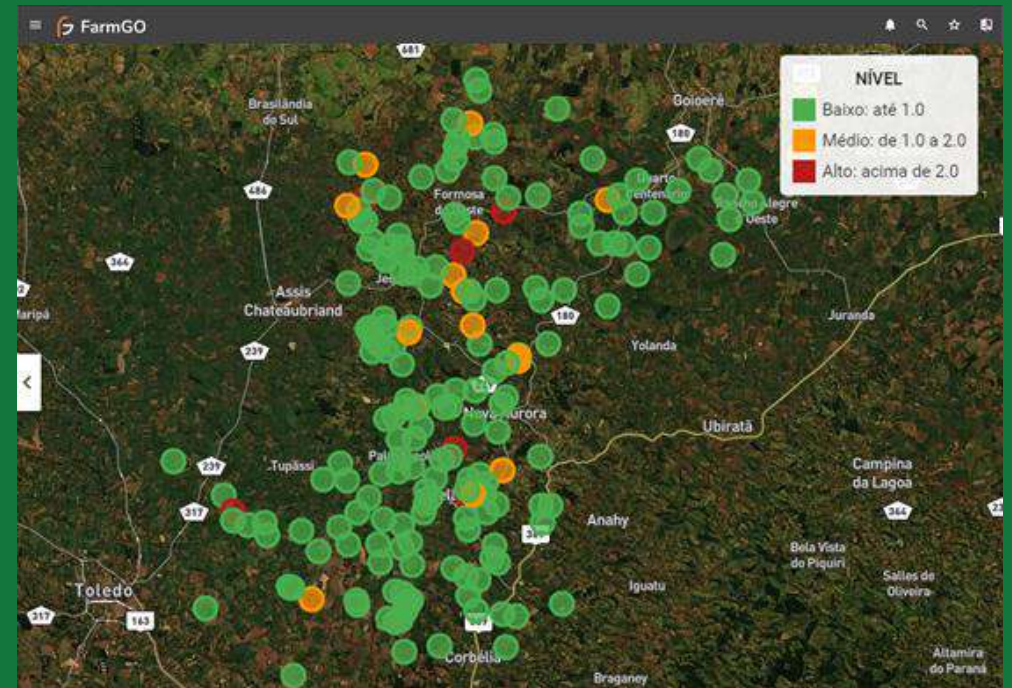 FarmGO
681
NÍVEL
Baixo: até 1.0
Médio: de 1.0 a 2.0
Alto: acima de 2.0
Brasilândia
do Sul
Goioerê
180
486
Formosa
Quarto
Centenário
Alegre
Oeste
364
Assis
Chateaubriand
180
Juranda
239
Yolanda
Nova Aurora
Ubiratã
Tupãssi
239
317
Campina
da Lagoa
364
Anahy
Bela Vista
do Piquiri
Iguatu
Salles de
Oliveira
Toledo
317
163
Corbélia
Braganey
Altamira
do Paraná